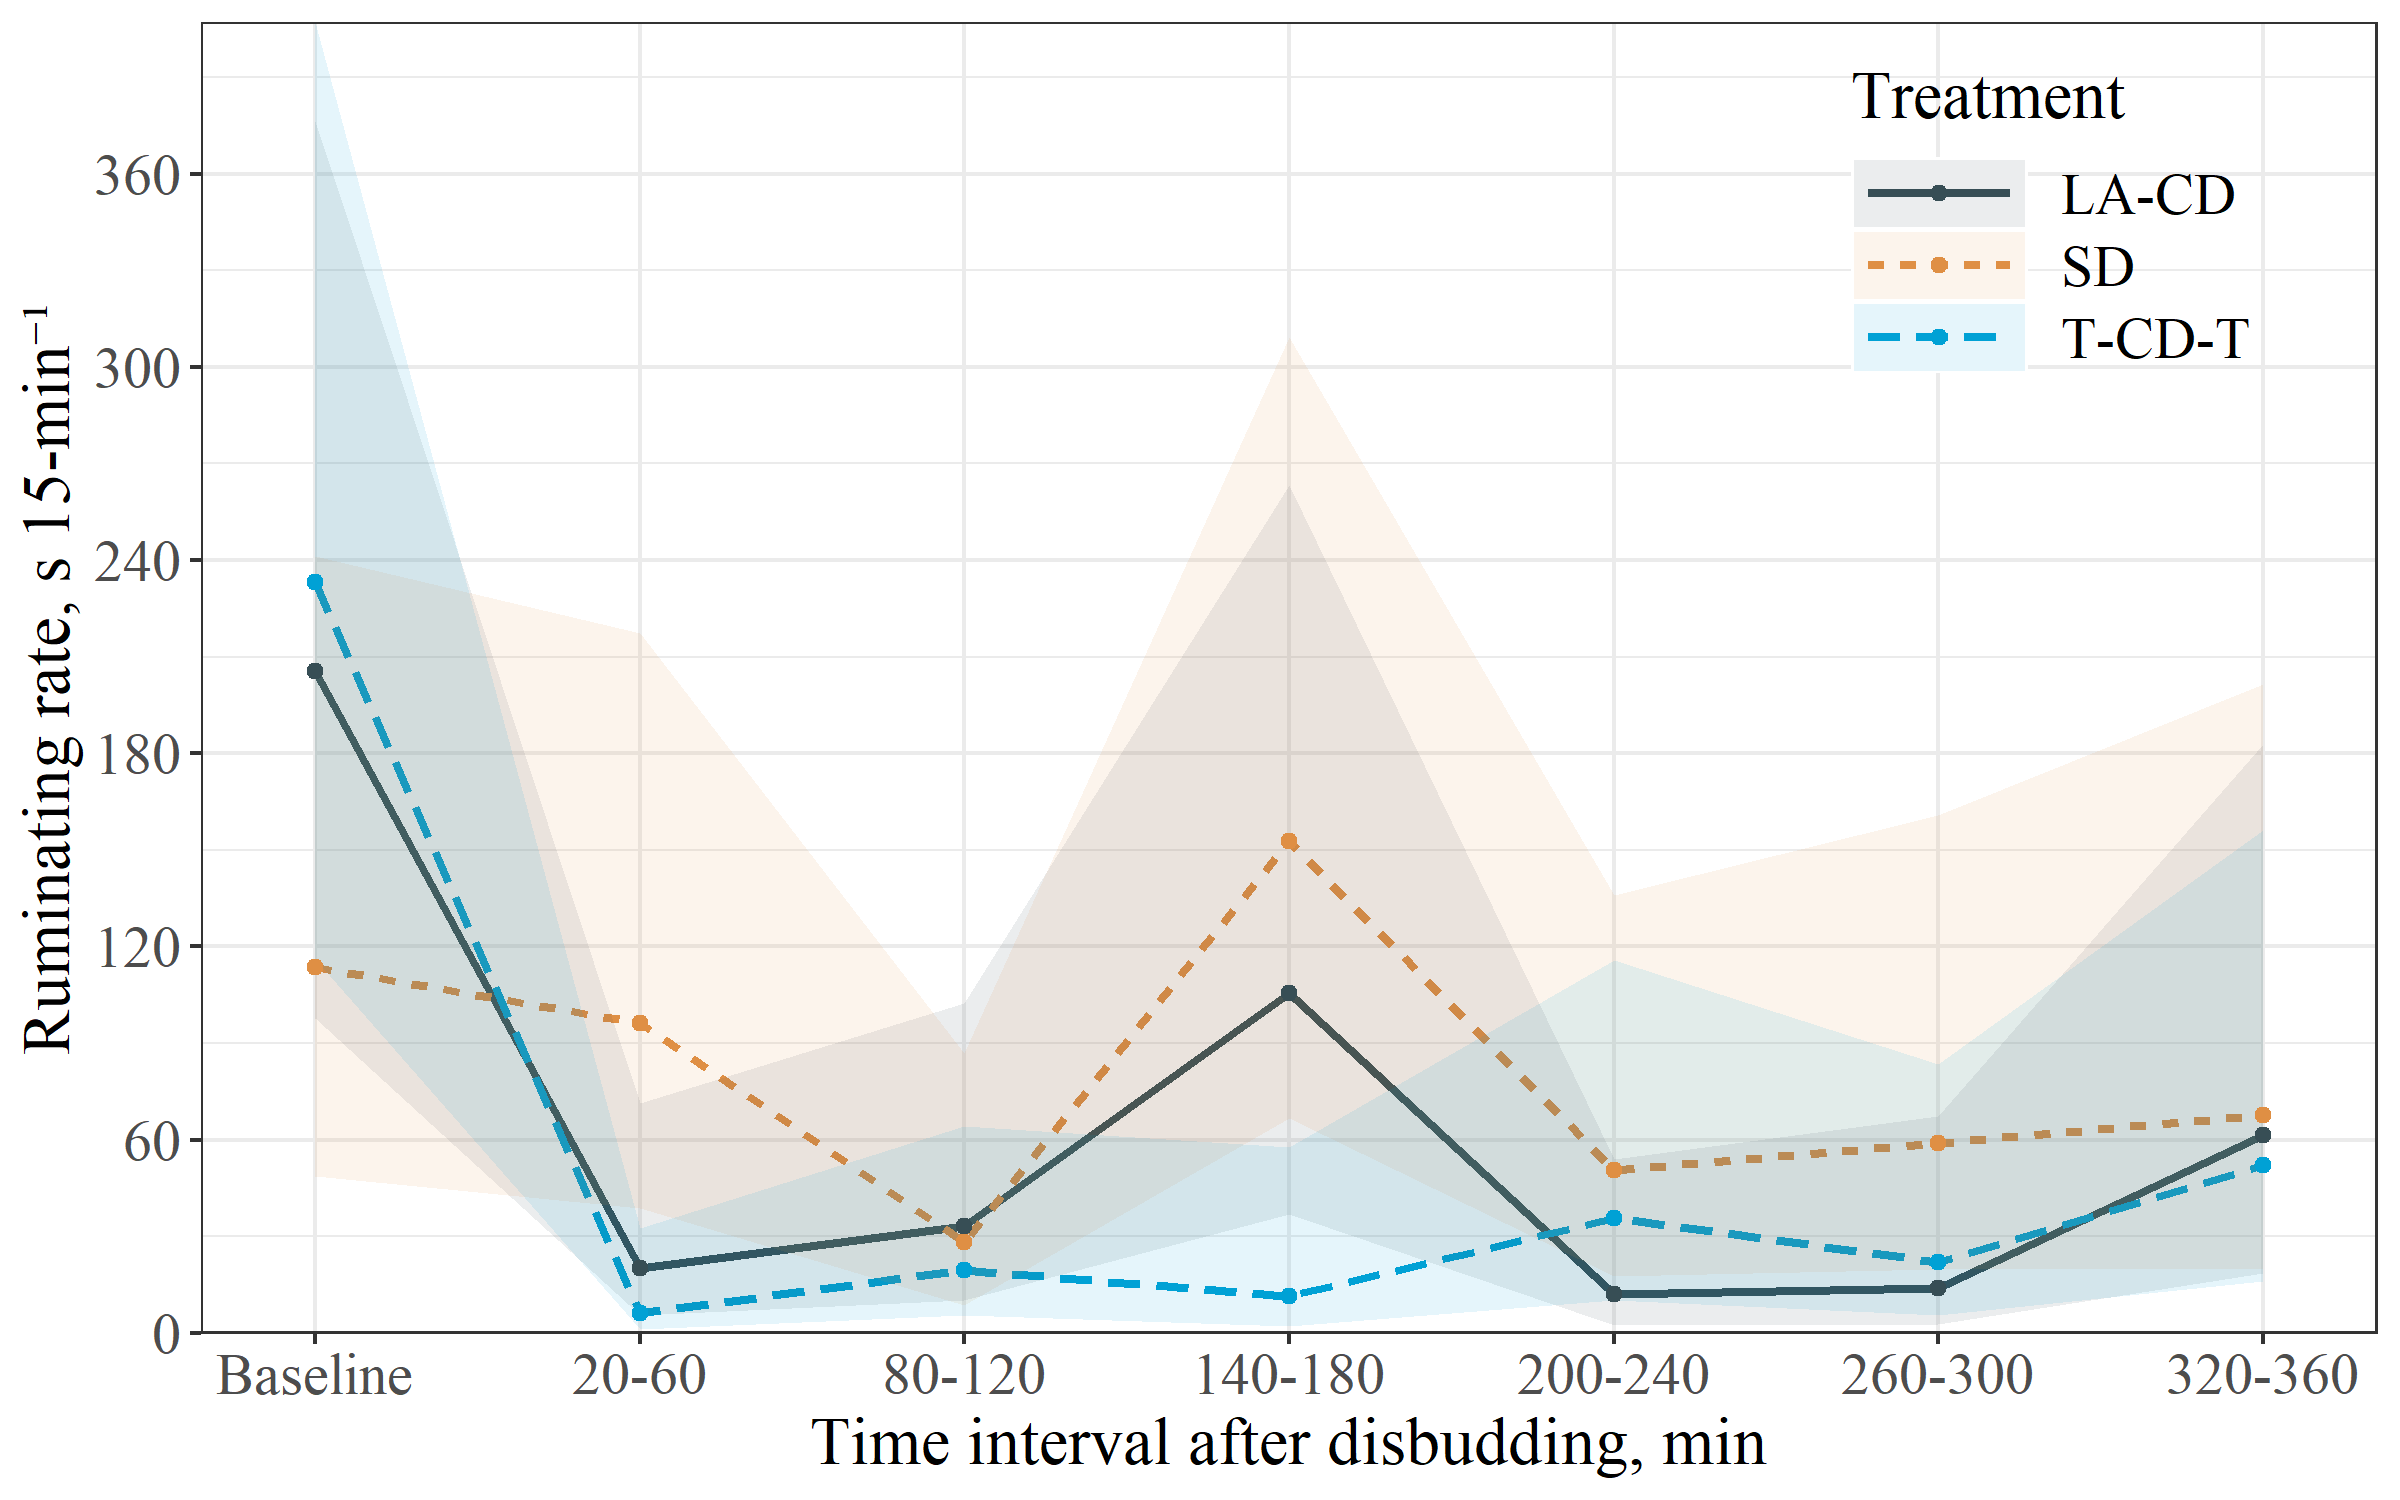 Treatment
LA-CD
SD
T-CD-T
Ruminating rate, s 15-min⁻¹
360
300
240
180
120
60
0
Baseline 20-60 80-120 140-180 200-240 260-300 320-360
Time interval after disbudding, min